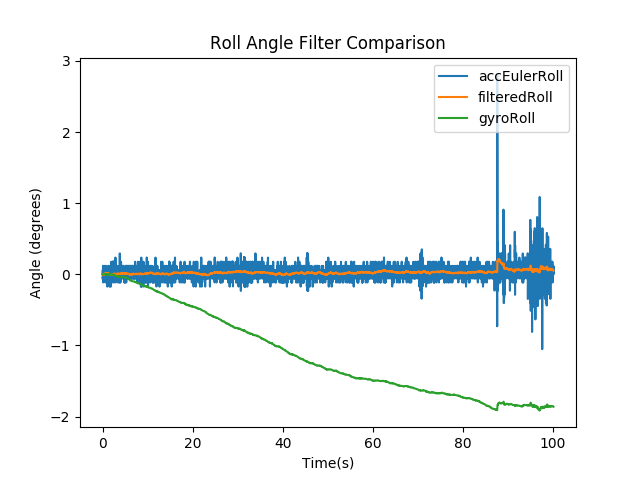 Roll Angle Filter Comparison
accEulerRoll
filteredRoll
gyroRoll
Angle (degrees)
3
2
1
0
−1
−2
0 20 40 60 80 100
Time(s)